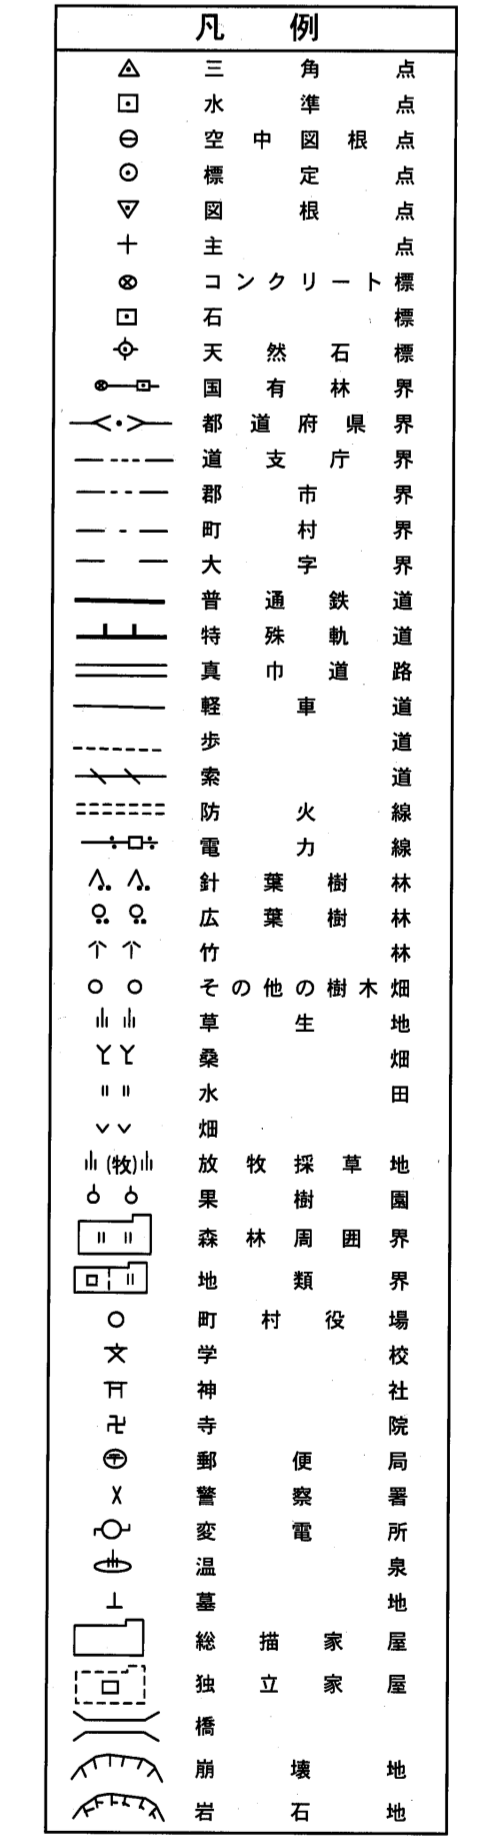 凡例
三角点
水準点
空中図根点
標定点
図根点
主点
コンクリート標
石標
天然石標
国有林界
都道府県界
道支庁界
郡市界
町村界
大字界
普通鉄道
特殊軌道
真巾道路
軽車道
歩道
索道
防火線
電力線
針葉樹林
広葉樹林
竹林
その他の樹木畑
草生地
桑畑
水田
畑
(牧) 放牧採草地
果樹園
森林周囲界
地類界
町村役場
学校
神社
寺院
郵便局
警察署
変電所
温泉
墓地
総描家屋
独立家屋
橋
崩壊地
岩石地